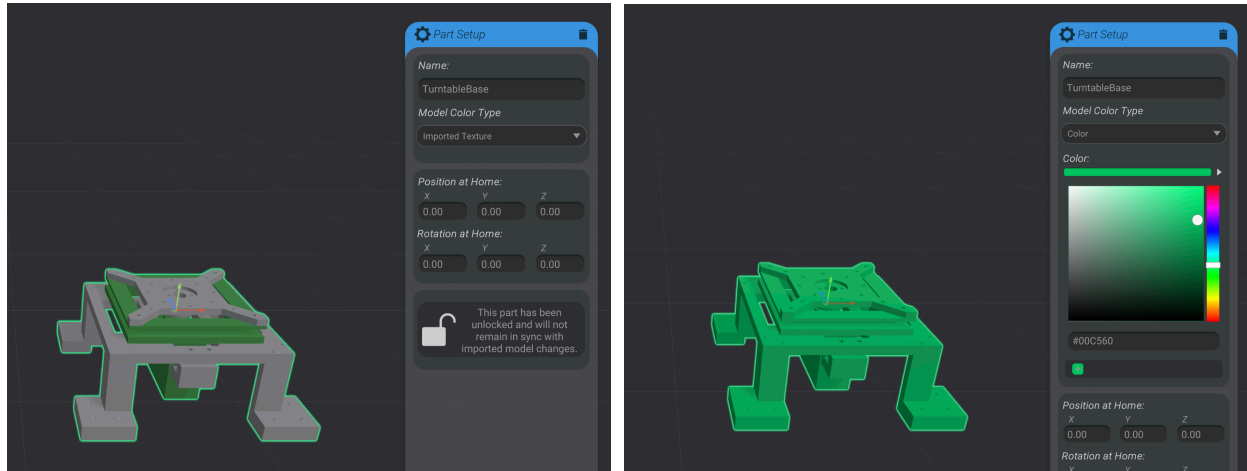 Part Setup
Name:
TurntableBase
Model Color Type
Imported Texture
Position at Home:
X Y Z
0.00 0.00 0.00
Rotation at Home:
X Y Z
0.00 0.00 0.00
This part has been
unlocked and will not
remain in sync with
imported model changes.
Part Setup
Name:
TurntableBase
Model Color Type
Color
Color:
#00C560
+
Position at Home:
X Y Z
0.00 0.00 0.00
Rotation at Home:
X Y Z